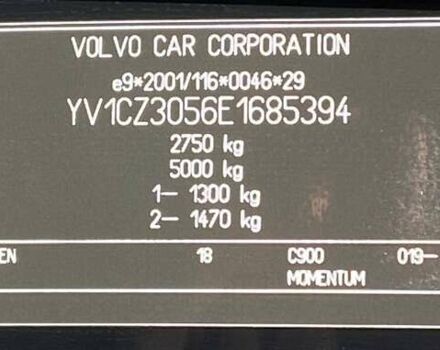 VOLVO CAR CORPORATION
e9*2001/116*0046*29
YV1CZ3056E1685394
2750 kg
5000 kg
1- 1300 kg
2- 1470 kg
EN 18 C900 019-
MOMENTUM